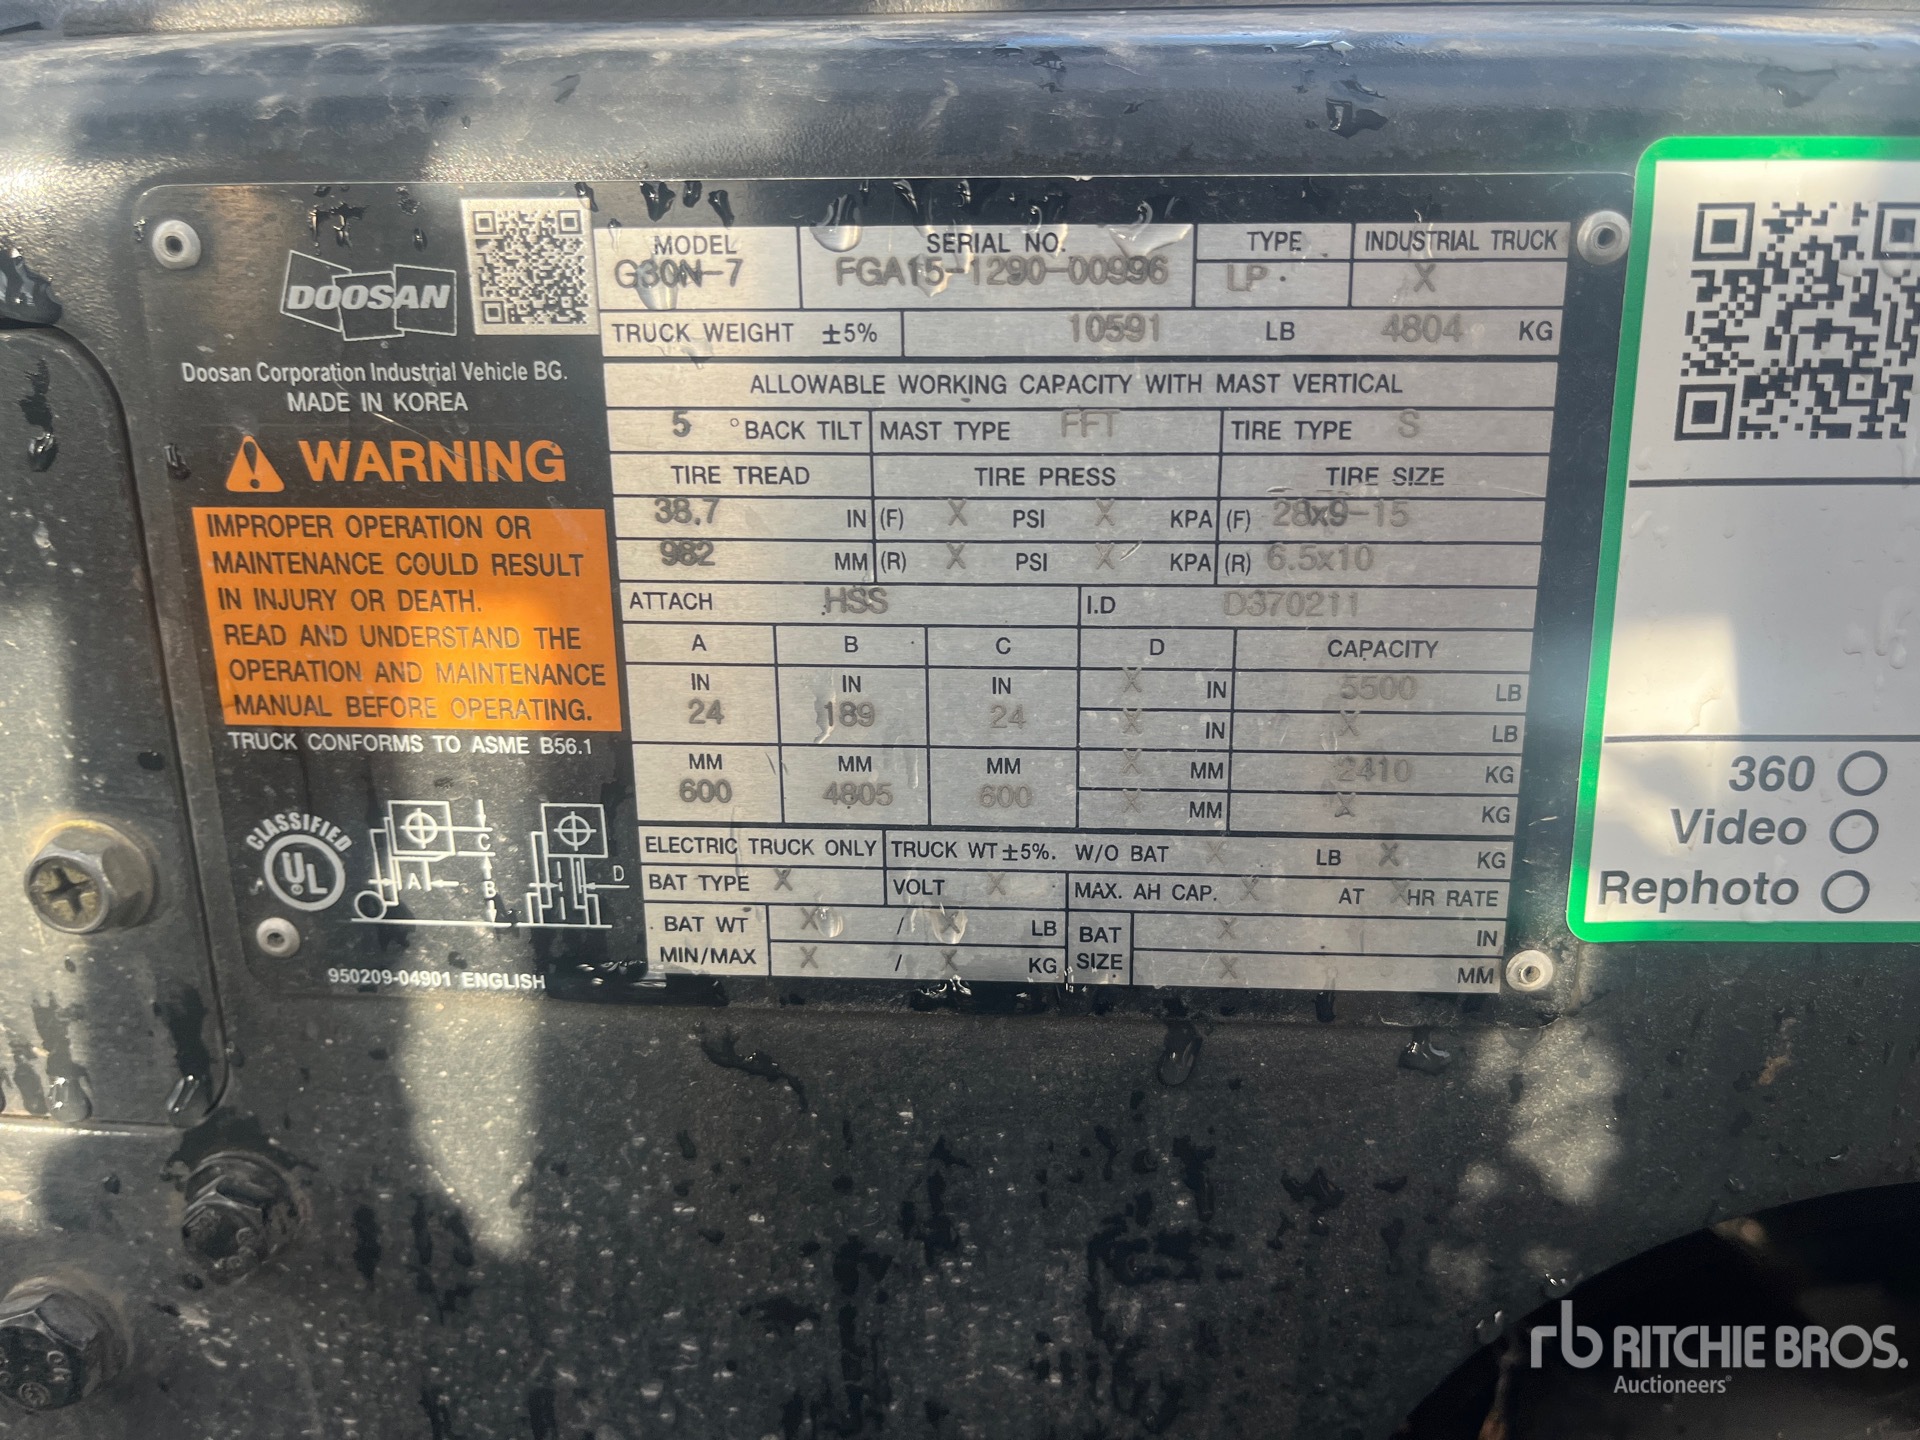 DOOSAN
Doosan Corporation Industrial Vehicle BG.
MADE IN KOREA
WARNING
IMPROPER OPERATION OR
MAINTENANCE COULD RESULT
IN INJURY OR DEATH.
READ AND UNDERSTAND THE
OPERATION AND MAINTENANCE
MANUAL BEFORE OPERATING.
TRUCK CONFORMS TO ASME B56.1
CLASSIFIED
UL ®
A B C D
950209-04901 ENGLISH
MODEL SERIAL NO. TYPE INDUSTRIAL TRUCK
G30N-7 FGA15-1290-00996 LP X
TRUCK WEIGHT ±5% 10591 LB 4804 KG
ALLOWABLE WORKING CAPACITY WITH MAST VERTICAL
5 ° BACK TILT MAST TYPE FFT TIRE TYPE S
TIRE TREAD TIRE PRESS TIRE SIZE
38.7 IN (F) X PSI X KPA (F) 28x9-15
982 MM (R) X PSI X KPA (R) 6.5x10
ATTACH HSS I.D D370211
A B C D CAPACITY
IN IN IN X IN 5500 LB
24 189 24 X IN X LB
MM MM MM X MM 2410 KG
600 4805 600 X MM X KG
ELECTRIC TRUCK ONLY TRUCK WT ±5%. W/O BAT X LB X KG
BAT TYPE X VOLT X MAX. AH CAP. X AT X HR RATE
BAT WT X / X LB BAT X IN
MIN/MAX X / X KG SIZE X MM
360
Video
Rephoto
rb RITCHIE BROS.
Auctioneers®